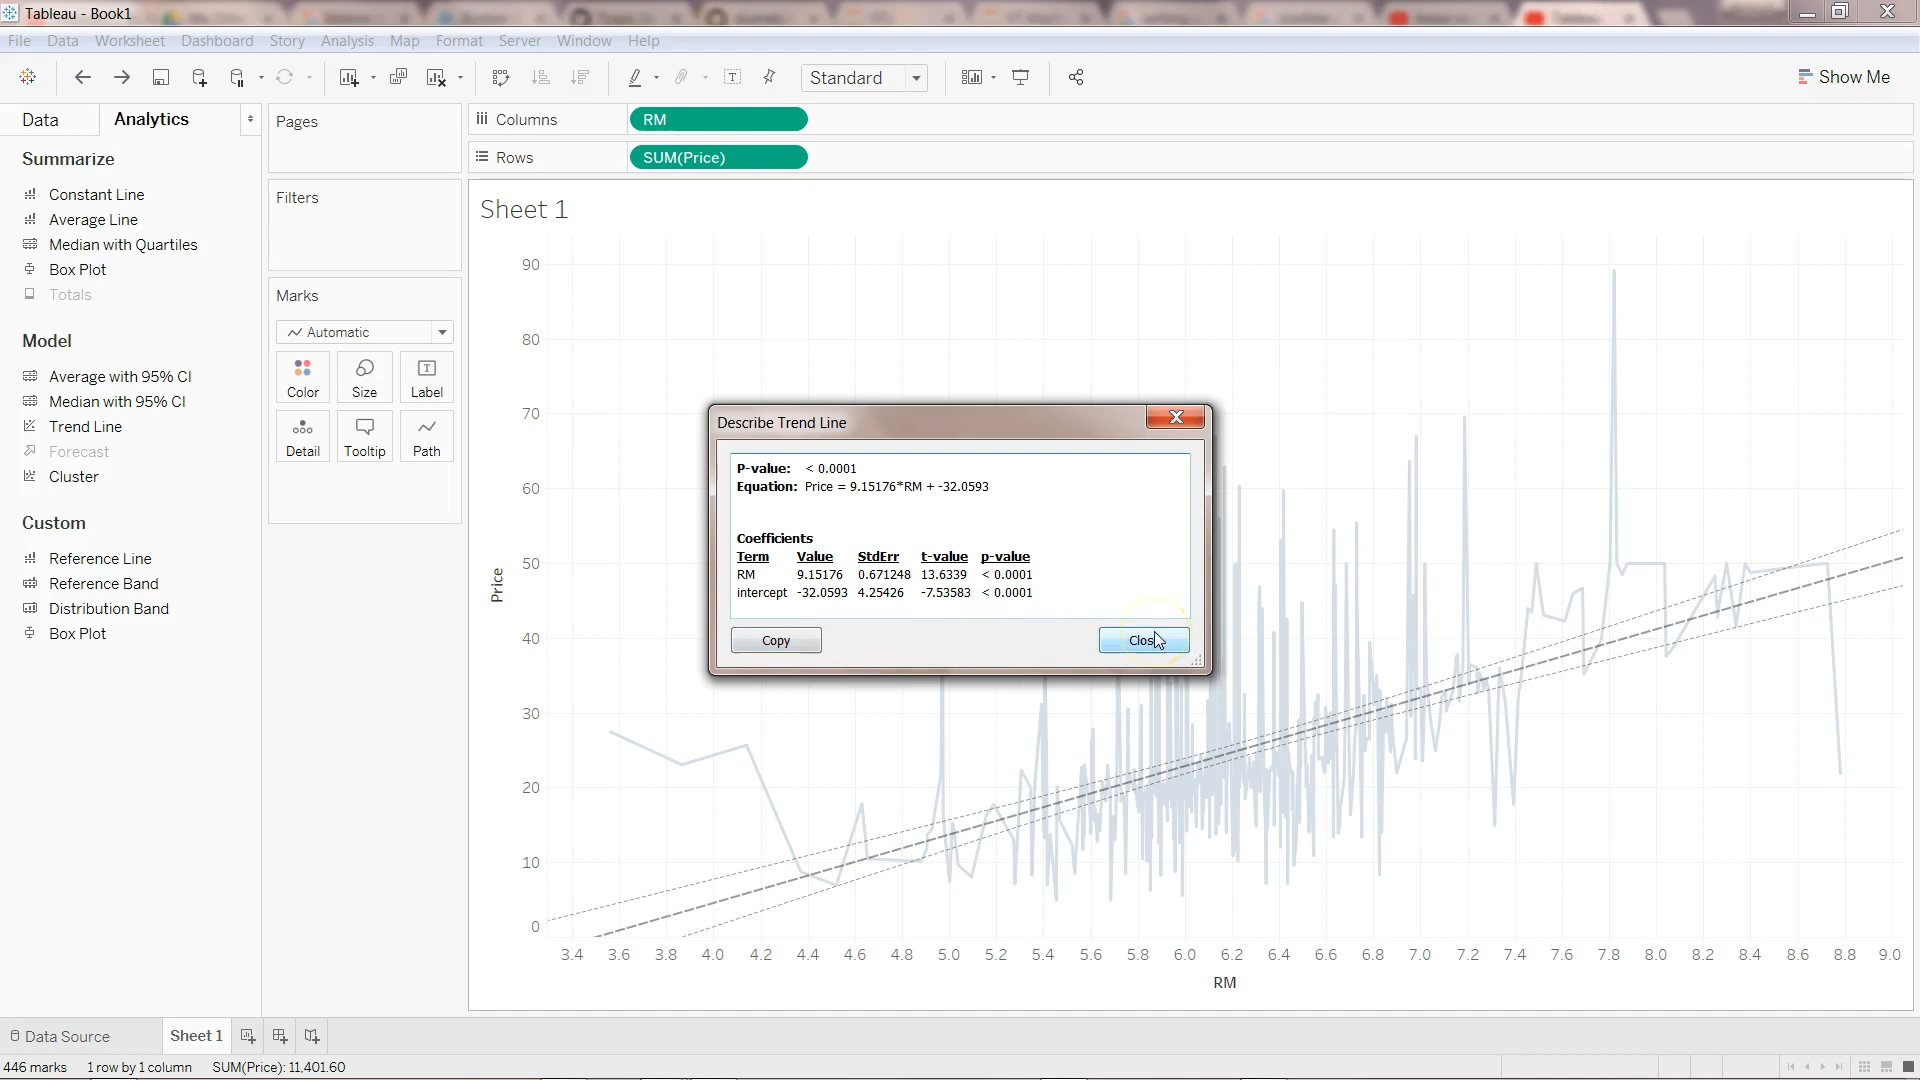 Tableau - Book1
File Data Worksheet Dashboard Story Analysis Map Format Server Window Help
Standard
Show Me
Data Analytics
Pages
Columns RM
Rows SUM(Price)
Summarize
Constant Line
Average Line
Median with Quartiles
Box Plot
Totals
Model
Average with 95% CI
Median with 95% CI
Trend Line
Forecast
Cluster
Custom
Reference Line
Reference Band
Distribution Band
Box Plot
Filters
Marks
Automatic
Color Size Label
Detail Tooltip Path
Sheet 1
90
80
70
60
50
40
30
20
10
0
Price
3.4 3.6 3.8 4.0 4.2 4.4 4.6 4.8 5.0 5.2 5.4 5.6 5.8 6.0 6.2 6.4 6.6 6.8 7.0 7.2 7.4 7.6 7.8 8.0 8.2 8.4 8.6 8.8 9.0
RM
Describe Trend Line
P-value: < 0.0001
Equation: Price = 9.15176*RM + -32.0593
Coefficients
Term Value StdErr t-value p-value
RM 9.15176 0.671248 13.6339 < 0.0001
intercept -32.0593 4.25426 -7.53583 < 0.0001
Copy
Data Source Sheet 1
446 marks 1 row by 1 column SUM(Price): 11,401.60